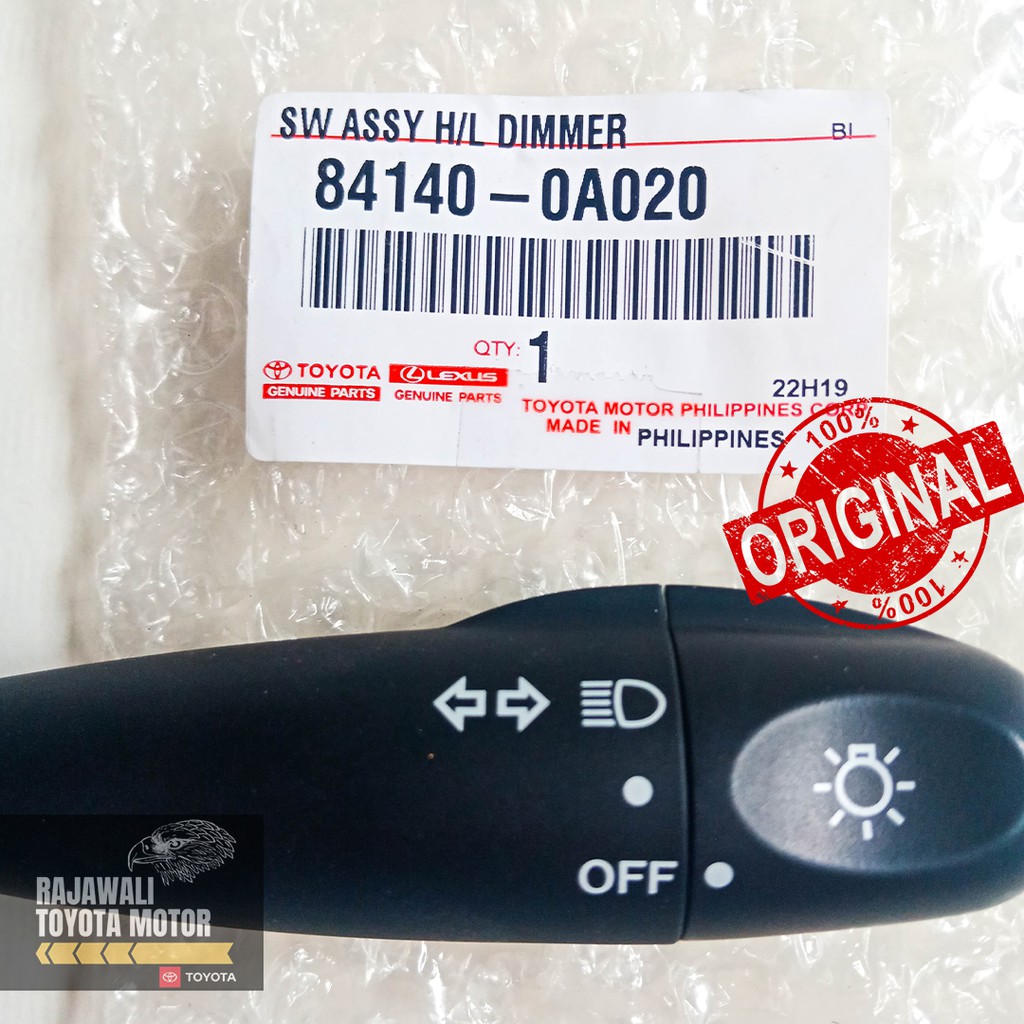 SW ASSY H/L DIMMER
BI
84140-0A020
QTY: 1
TOYOTA
GENUINE PARTS
LEXUS
GENUINE PARTS
22H19
TOYOTA MOTOR PHILIPPINES CORP.
MADE IN PHILIPPINES
100%
ORIGINAL
100%
OFF
RAJAWALI
TOYOTA MOTOR
TOYOTA